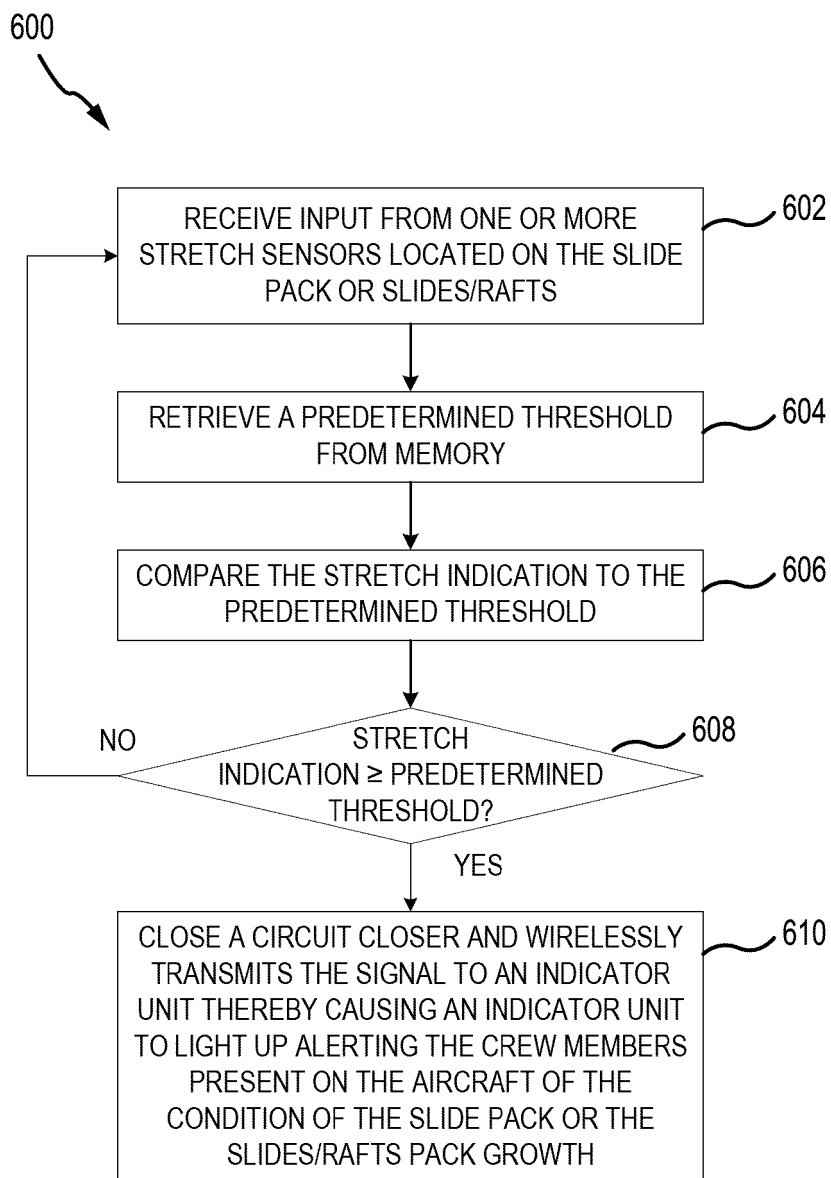 600
RECEIVE INPUT FROM ONE OR MORE
STRETCH SENSORS LOCATED ON THE SLIDE
PACK OR SLIDES/RAFTS
602
RETRIEVE A PREDETERMINED THRESHOLD
FROM MEMORY
604
COMPARE THE STRETCH INDICATION TO THE
PREDETERMINED THRESHOLD
606
STRETCH
INDICATION ≥ PREDETERMINED
THRESHOLD?
608
NO
YES
CLOSE A CIRCUIT CLOSER AND WIRELESSLY
TRANSMITS THE SIGNAL TO AN INDICATOR
UNIT THEREBY CAUSING AN INDICATOR UNIT
TO LIGHT UP ALERTING THE CREW MEMBERS
PRESENT ON THE AIRCRAFT OF THE
CONDITION OF THE SLIDE PACK OR THE
SLIDES/RAFTS PACK GROWTH
610